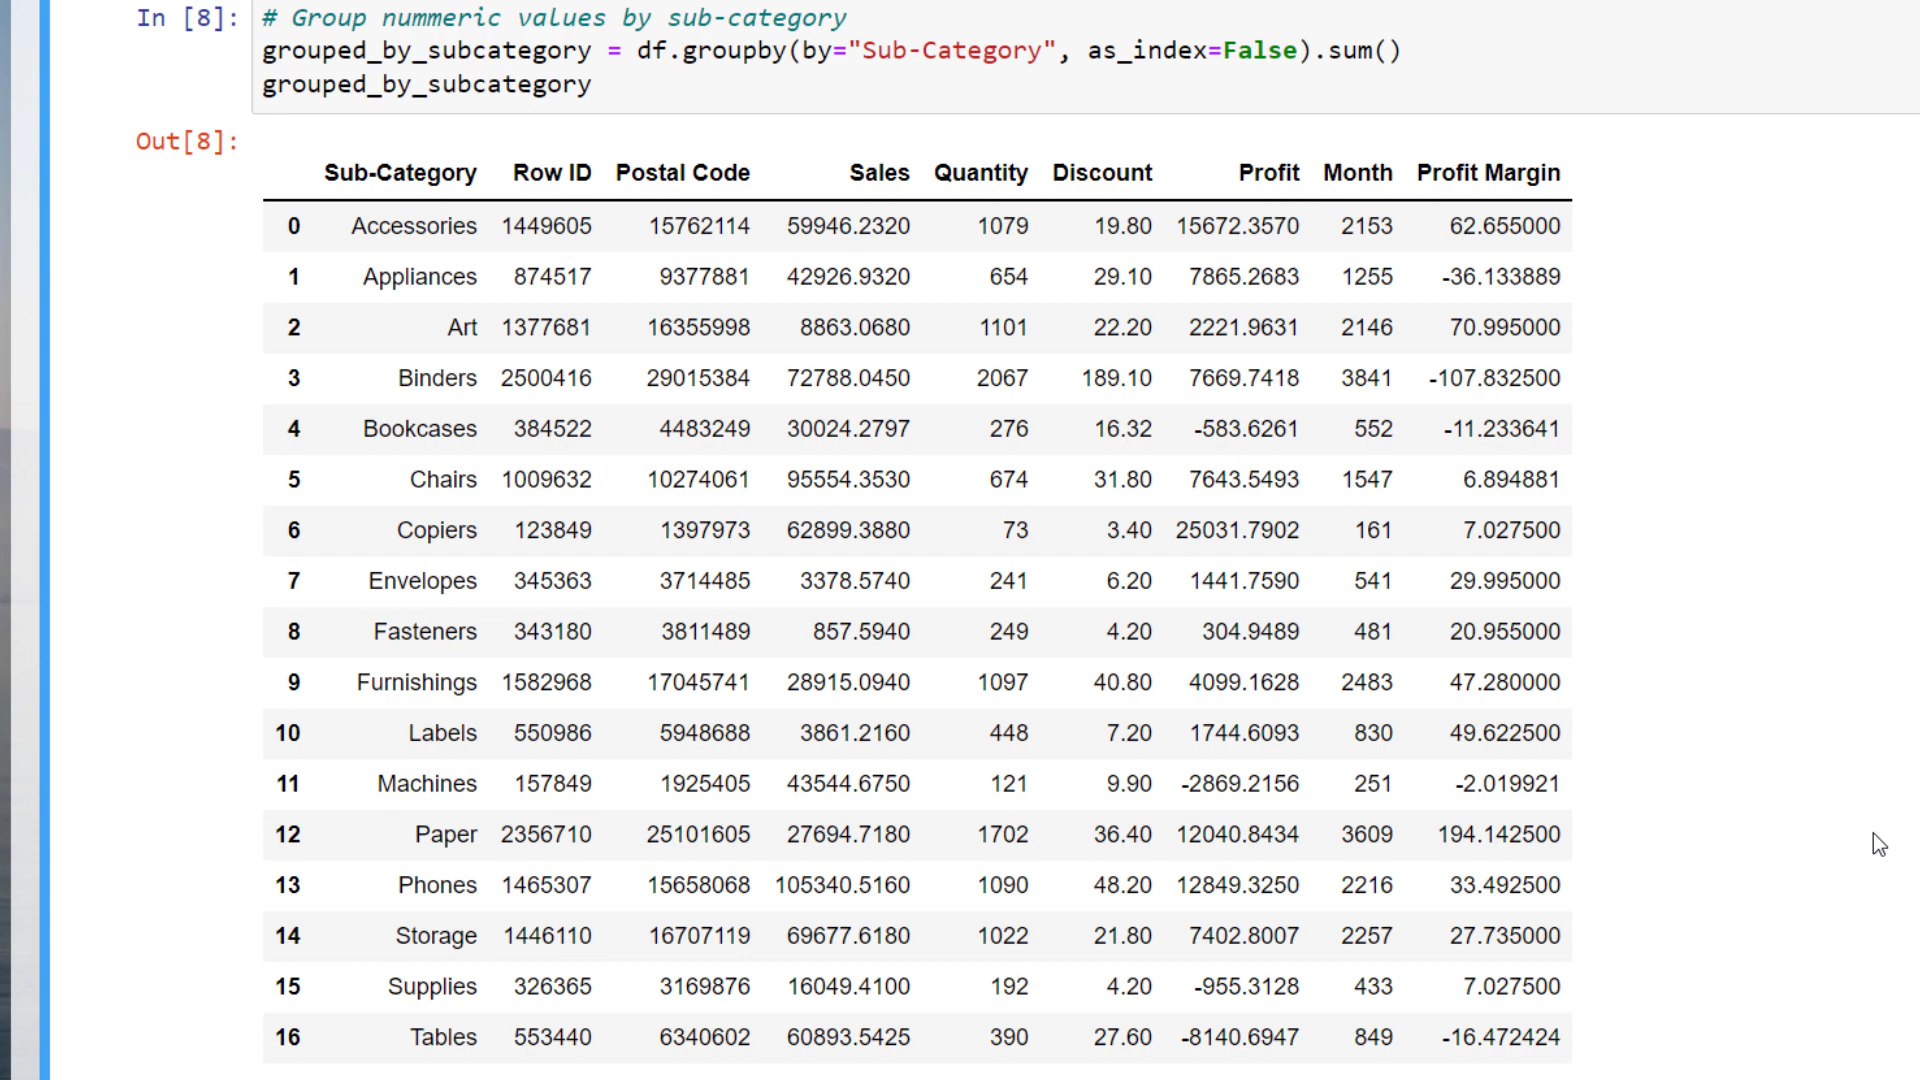 In [8]: # Group nummeric values by sub-category
grouped_by_subcategory = df.groupby(by="Sub-Category", as_index=False).sum()
grouped_by_subcategory
Out[8]:
Sub-Category Row ID Postal Code Sales Quantity Discount Profit Month Profit Margin
0 Accessories 1449605 15762114 59946.2320 1079 19.80 15672.3570 2153 62.655000
1 Appliances 874517 9377881 42926.9320 654 29.10 7865.2683 1255 -36.133889
2 Art 1377681 16355998 8863.0680 1101 22.20 2221.9631 2146 70.995000
3 Binders 2500416 29015384 72788.0450 2067 189.10 7669.7418 3841 -107.832500
4 Bookcases 384522 4483249 30024.2797 276 16.32 -583.6261 552 -11.233641
5 Chairs 1009632 10274061 95554.3530 674 31.80 7643.5493 1547 6.894881
6 Copiers 123849 1397973 62899.3880 73 3.40 25031.7902 161 7.027500
7 Envelopes 345363 3714485 3378.5740 241 6.20 1441.7590 541 29.995000
8 Fasteners 343180 3811489 857.5940 249 4.20 304.9489 481 20.955000
9 Furnishings 1582968 17045741 28915.0940 1097 40.80 4099.1628 2483 47.280000
10 Labels 550986 5948688 3861.2160 448 7.20 1744.6093 830 49.622500
11 Machines 157849 1925405 43544.6750 121 9.90 -2869.2156 251 -2.019921
12 Paper 2356710 25101605 27694.7180 1702 36.40 12040.8434 3609 194.142500
13 Phones 1465307 15658068 105340.5160 1090 48.20 12849.3250 2216 33.492500
14 Storage 1446110 16707119 69677.6180 1022 21.80 7402.8007 2257 27.735000
15 Supplies 326365 3169876 16049.4100 192 4.20 -955.3128 433 7.027500
16 Tables 553440 6340602 60893.5425 390 27.60 -8140.6947 849 -16.472424